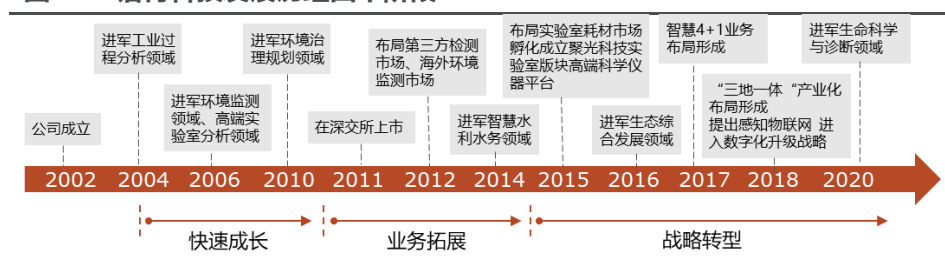 进军工业过
程分析领域
进军环境治
理规划领域
布局第三方检测
市场、海外环境
监测市场
布局实验室耗材市场
孵化成立聚光科技实
验室版块高端科学仪
器平台
智慧4+1业务
布局形成
进军生命科学
与诊断领域
公司成立
进军环境监测
领域、高端实
验室分析领域
在深交所上市
进军智慧水
利水务领域
进军生态综
合发展领域
“三地一体“产业化
布局形成
提出感知物联网 进
入数字化升级战略
2002 2004 2006 2010 2011 2012 2014 2015 2016 2017 2018 2020
快速成长 业务拓展 战略转型